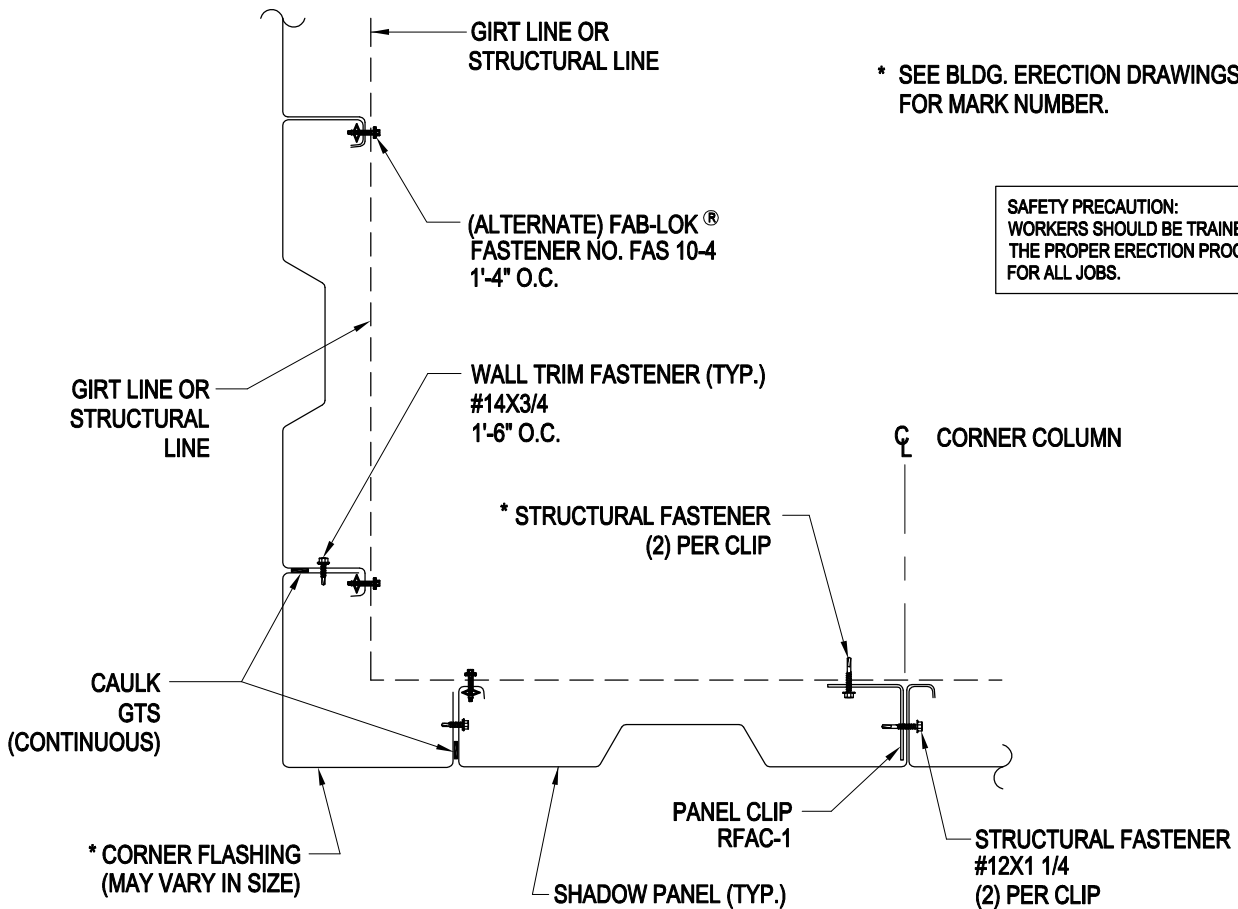 GIRT LINE OR
STRUCTURAL LINE
* SEE BLDG. ERECTION DRAWINGS
FOR MARK NUMBER.
SAFETY PRECAUTION:
WORKERS SHOULD BE
THE PROPER ERECTION
FOR ALL JOBS.
(ALTERNATE) FAB-LOK ®
FASTENER NO. FAS 10-4
1'-4" O.C.
GIRT LINE OR
STRUCTURAL
LINE
WALL TRIM FASTENER (TYP.)
#14X3/4
1'-6" O.C.
℄ CORNER COLUMN
* STRUCTURAL FASTENER
(2) PER CLIP
CAULK
GTS
(CONTINUOUS)
PANEL CLIP
RFAC-1
STRUCTURAL FASTENER
#12X1 1/4
(2) PER CLIP
* CORNER FLASHING
(MAY VARY IN SIZE)
SHADOW PANEL (TYP.)